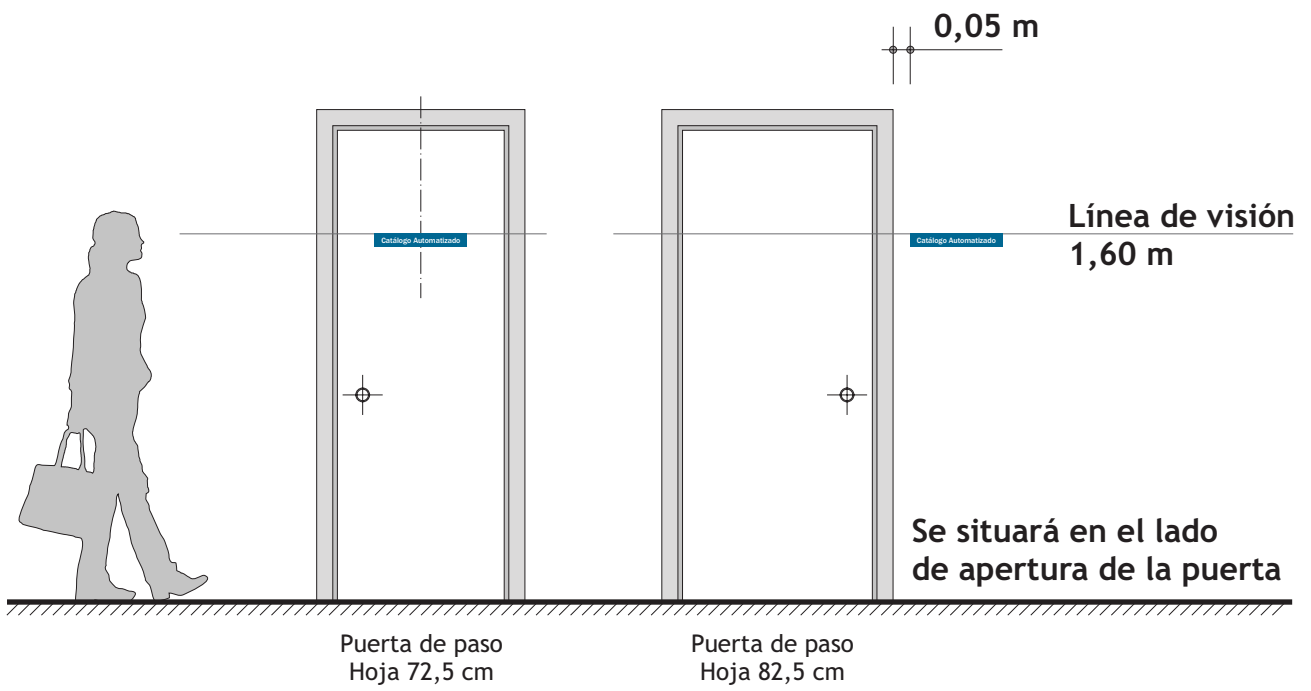 0,05 m
Línea de visión
1,60 m
Catálogo Automatizado
Catálogo Automatizado
Se situará en el lado
de apertura de la puerta
Puerta de paso
Hoja 72,5 cm
Puerta de paso
Hoja 82,5 cm